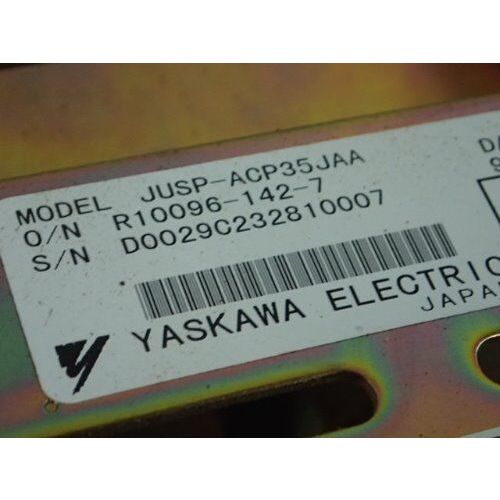 MODEL JUSP-ACP35JAA
O/N R10096-142-7
S/N D0029C232810007
YASKAWA ELECTRIC
JAPAN